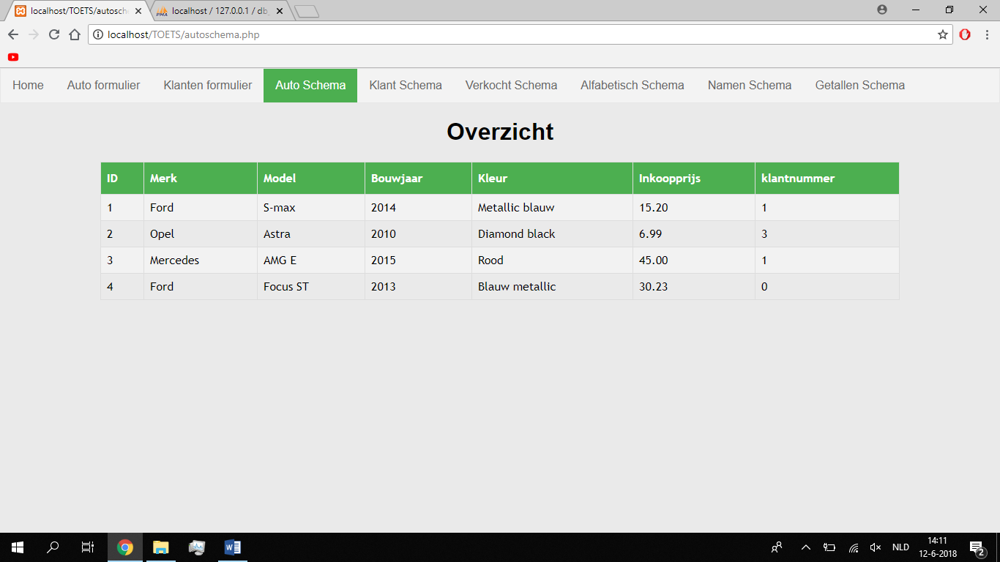 localhost/TOETS/autosch
localhost / 127.0.0.1 / db_
localhost/TOETS/autoschema.php
Home Auto formulier Klanten formulier Auto Schema Klant Schema Verkocht Schema Alfabetisch Schema Namen Schema Getallen Schema
Overzicht
ID Merk Model Bouwjaar Kleur Inkoopprijs klantnummer
1 Ford S-max 2014 Metallic blauw 15.20 1
2 Opel Astra 2010 Diamond black 6.99 3
3 Mercedes AMG E 2015 Rood 45.00 1
4 Ford Focus ST 2013 Blauw metallic 30.23 0
NLD
14:11
12-6-2018
2